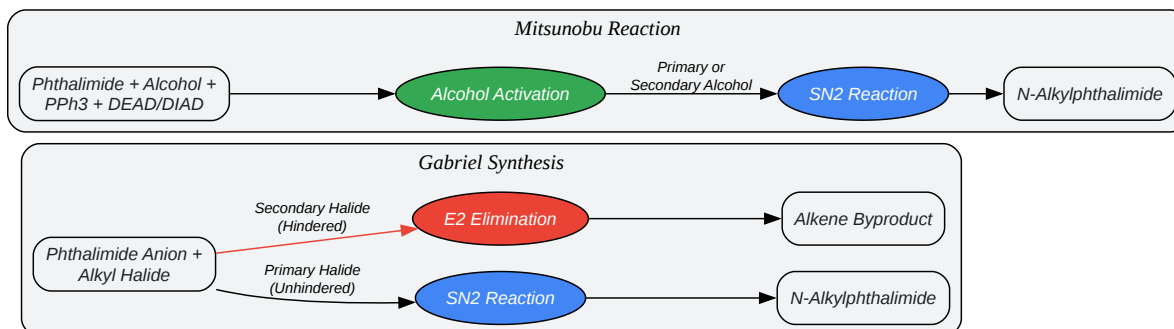 Mitsunobu Reaction
Phthalimide + Alcohol +
PPh3 + DEAD/DIAD
Alcohol Activation
Primary or
Secondary Alcohol
SN2 Reaction
N-Alkylphthalimide
Gabriel Synthesis
Phthalimide Anion +
Alkyl Halide
Secondary Halide
(Hindered)
E2 Elimination
Alkene Byproduct
Primary Halide
(Unhindered)
SN2 Reaction
N-Alkylphthalimide